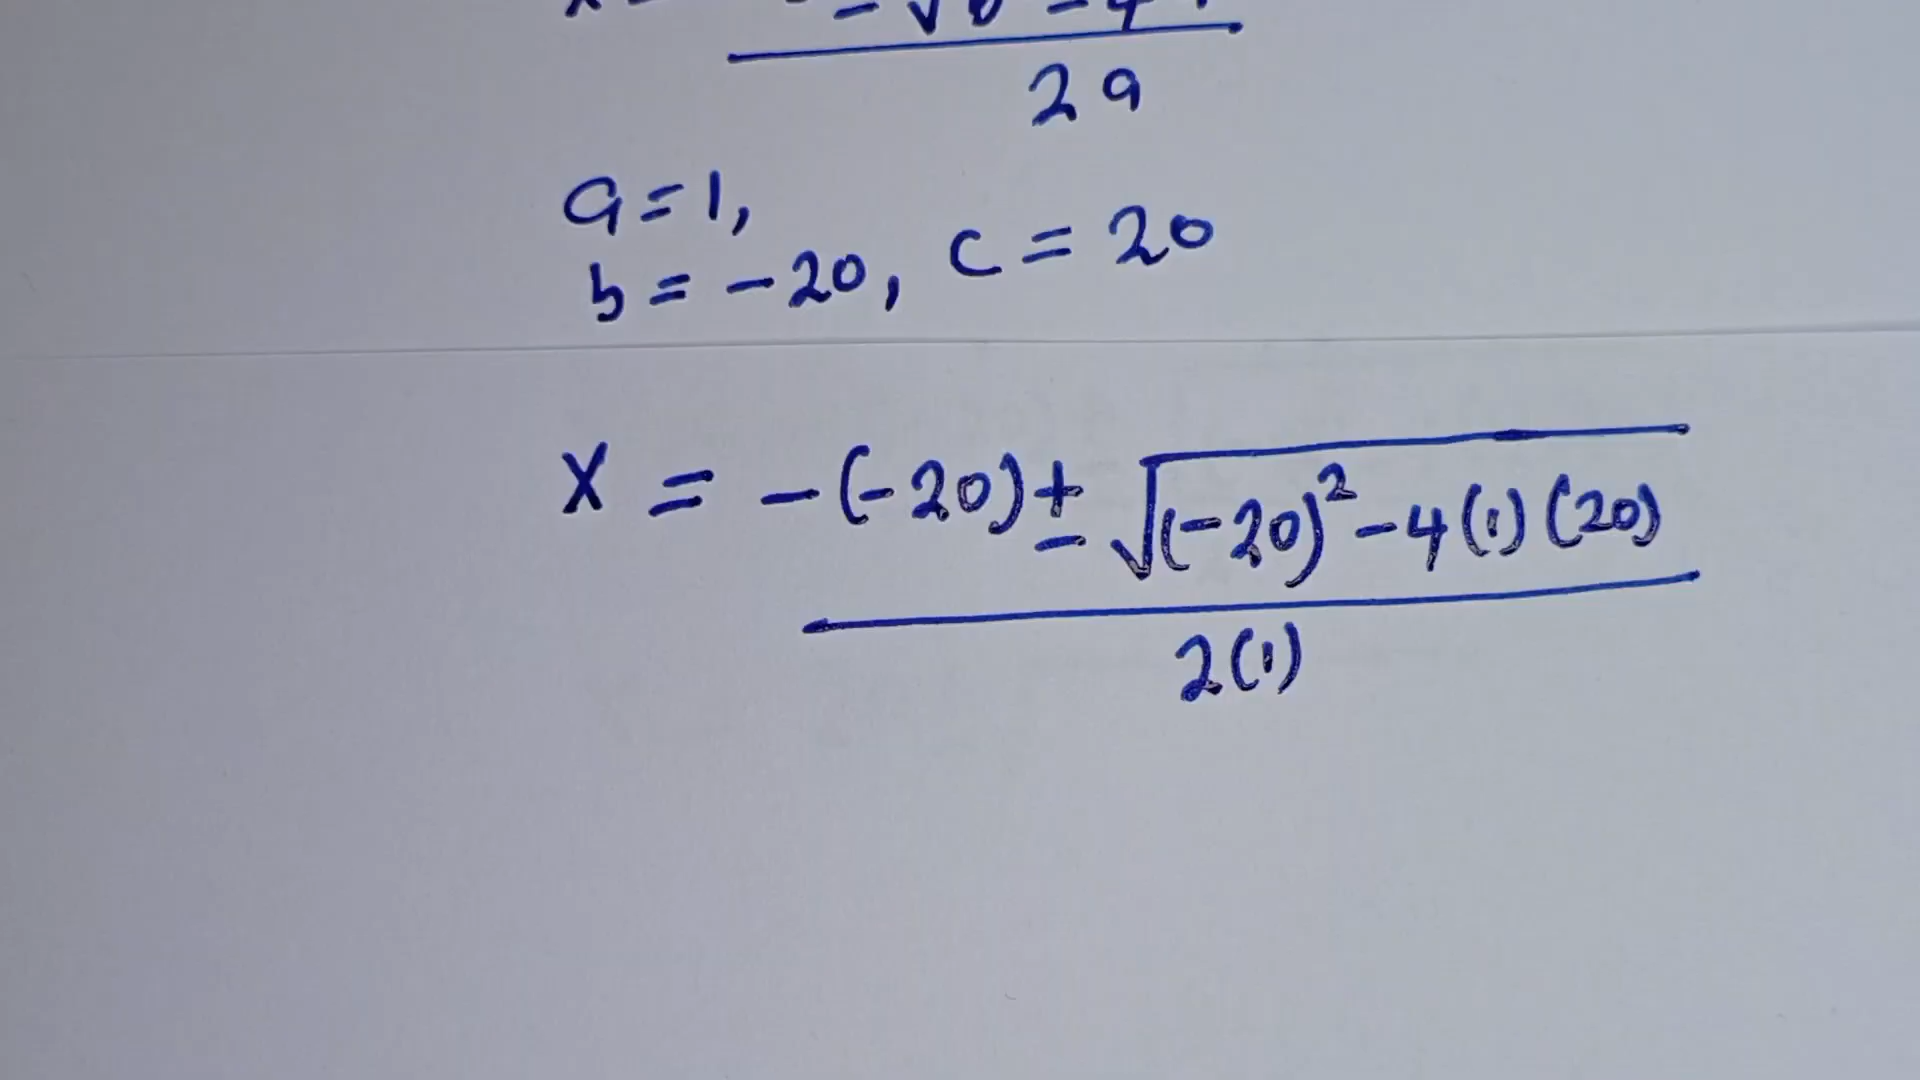 2a
a = 1,
b = -20, c = 20
x = -(-20) ± √(-20)² - 4(1)(20)
2(1)